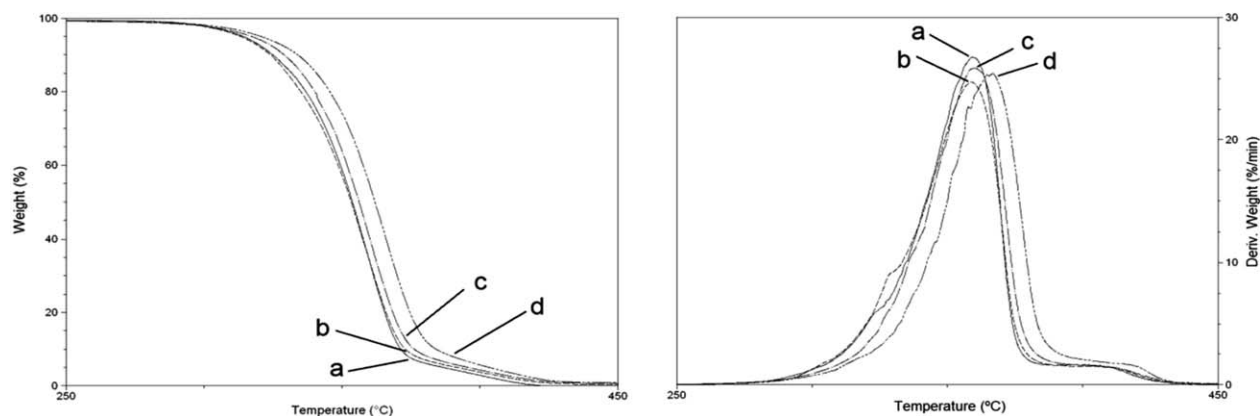 100
80
60
40
20
0
Weight (%)
250
450
Temperature (°C)
a
b
c
d
30
20
10
0
Deriv. Weight (%/min)
250
450
Temperature (ºC)
a
b
c
d